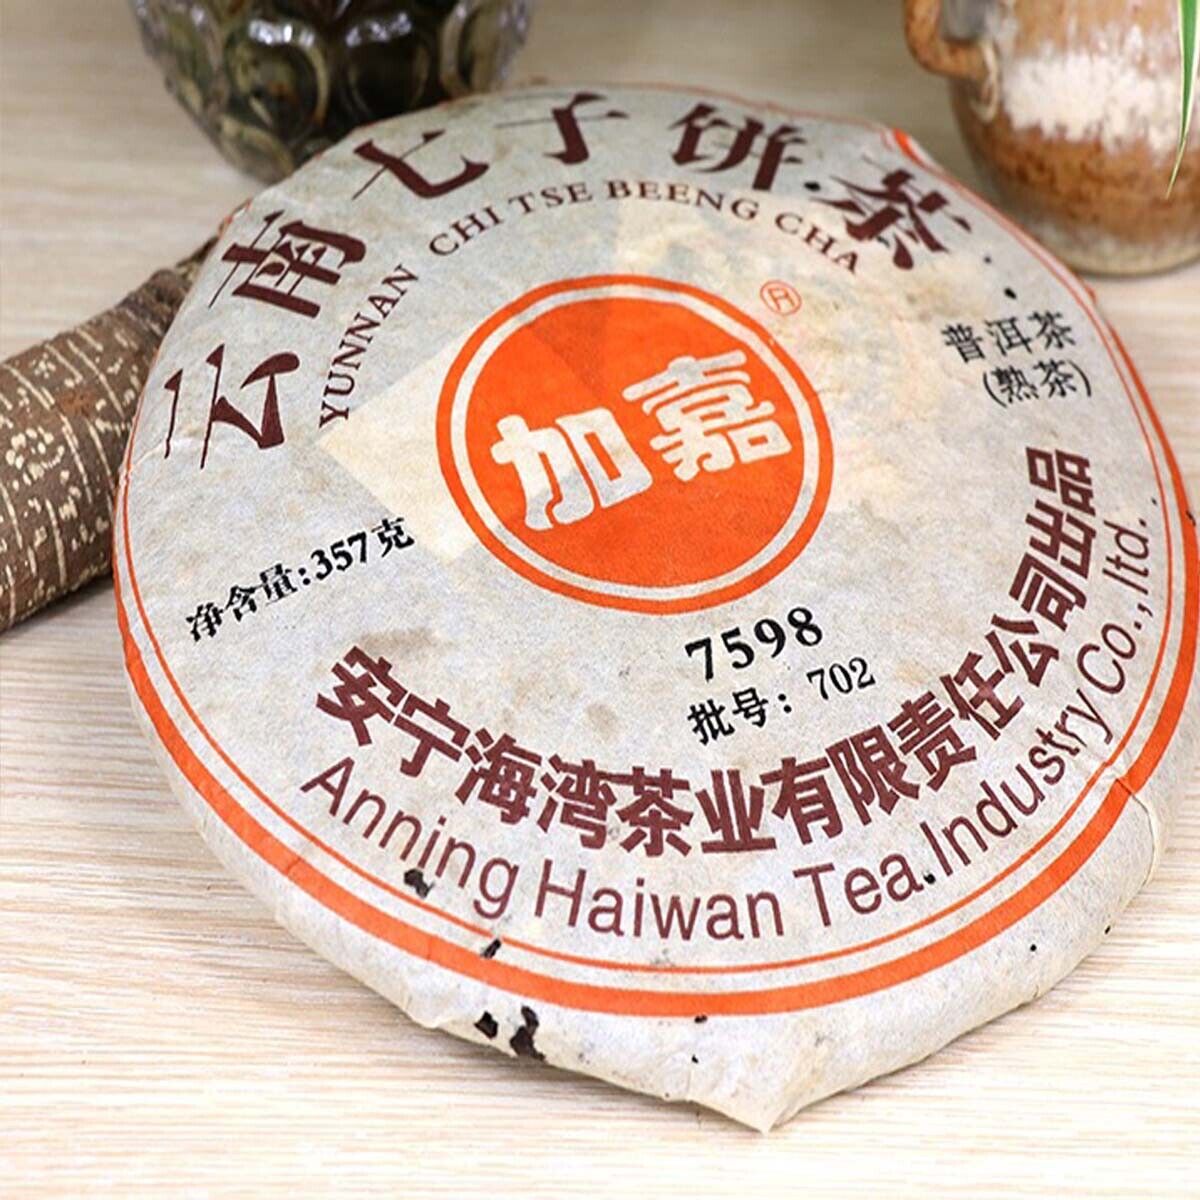 云南七子饼茶
YUNNAN CHI TSE BEENG CHA
®
加嘉
普洱茶
(熟茶)
净含量:357克
7598
批号: 702
安宁海湾茶业有限责任公司出品
Anning Haiwan Tea.Industry Co.,ltd.